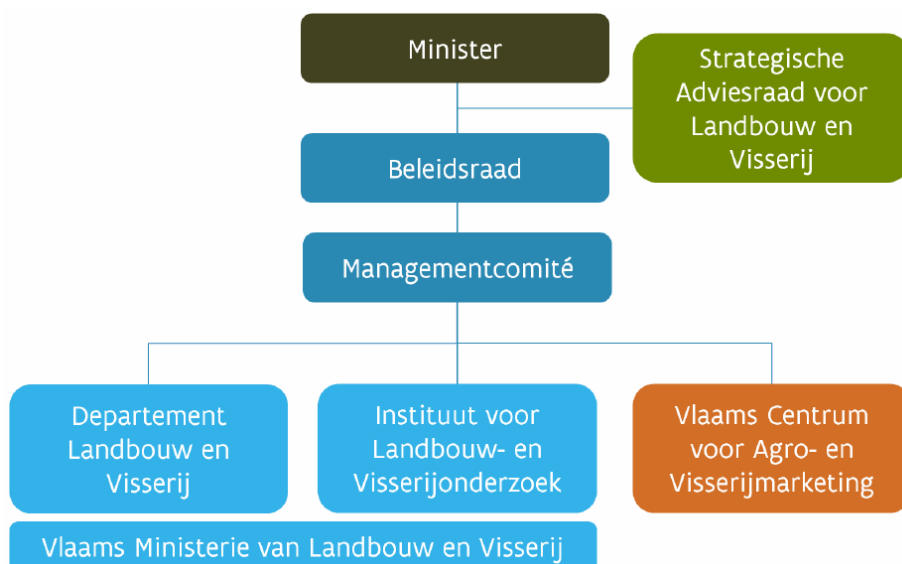 Minister
Strategische
Adviesraad voor
Landbouw en
Visserij
Beleidsraad
Managementcomité
Departement
Landbouw en
Visserij
Instituut voor
Landbouw- en
Visserijonderzoek
Vlaams Centrum
voor Agro- en
Visserijmarketing
Vlaams Ministerie van Landbouw en Visserij